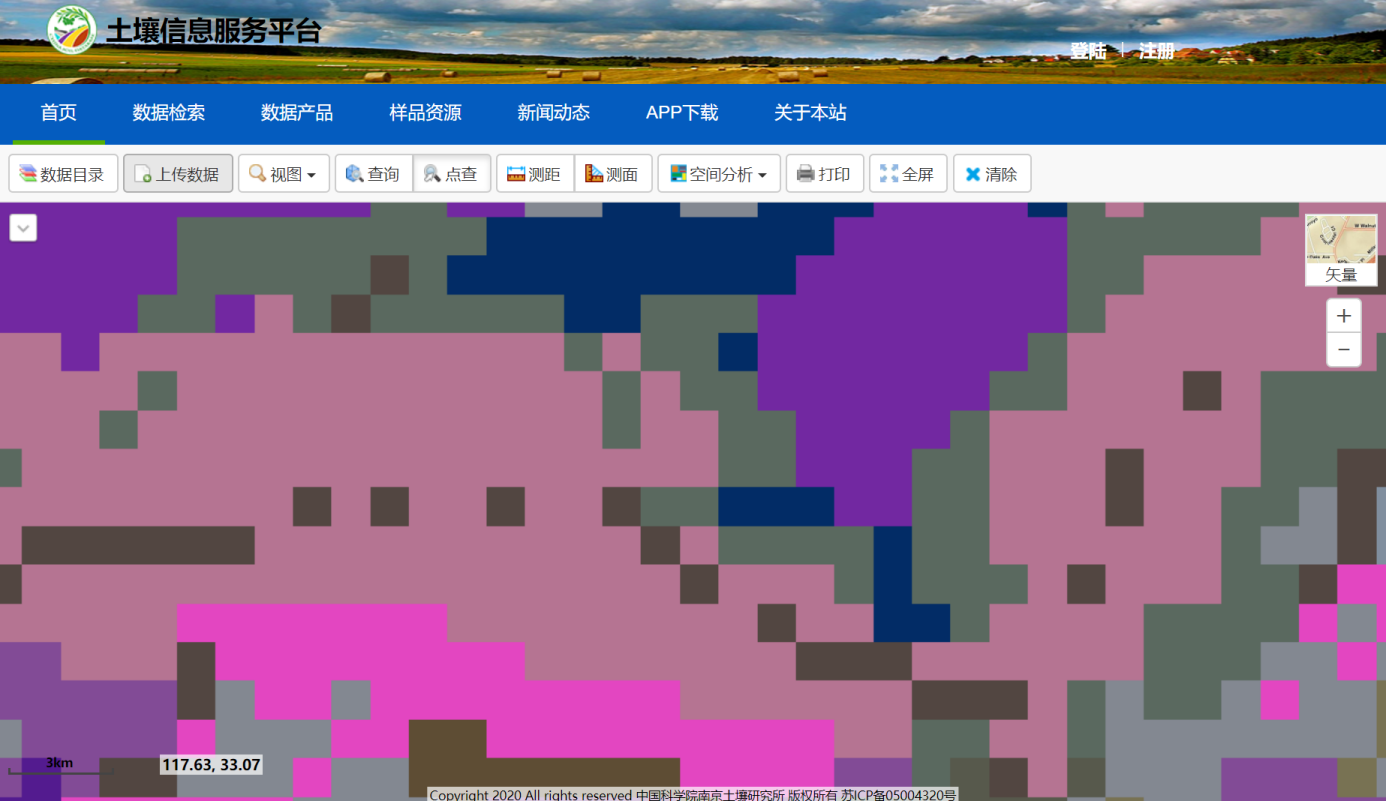 土壤信息服务平台
登陆 | 注册
首页 数据检索 数据产品 样品资源 新闻动态 APP下载 关于本站
数据目录 上传数据 视图 查询 点查 测距 测面 空间分析 打印 全屏 清除
矢量
+
−
3km
117.63, 33.07
Copyright 2020 All rights reserved 中国科学院南京土壤研究所 版权所有 苏ICP备05004320号